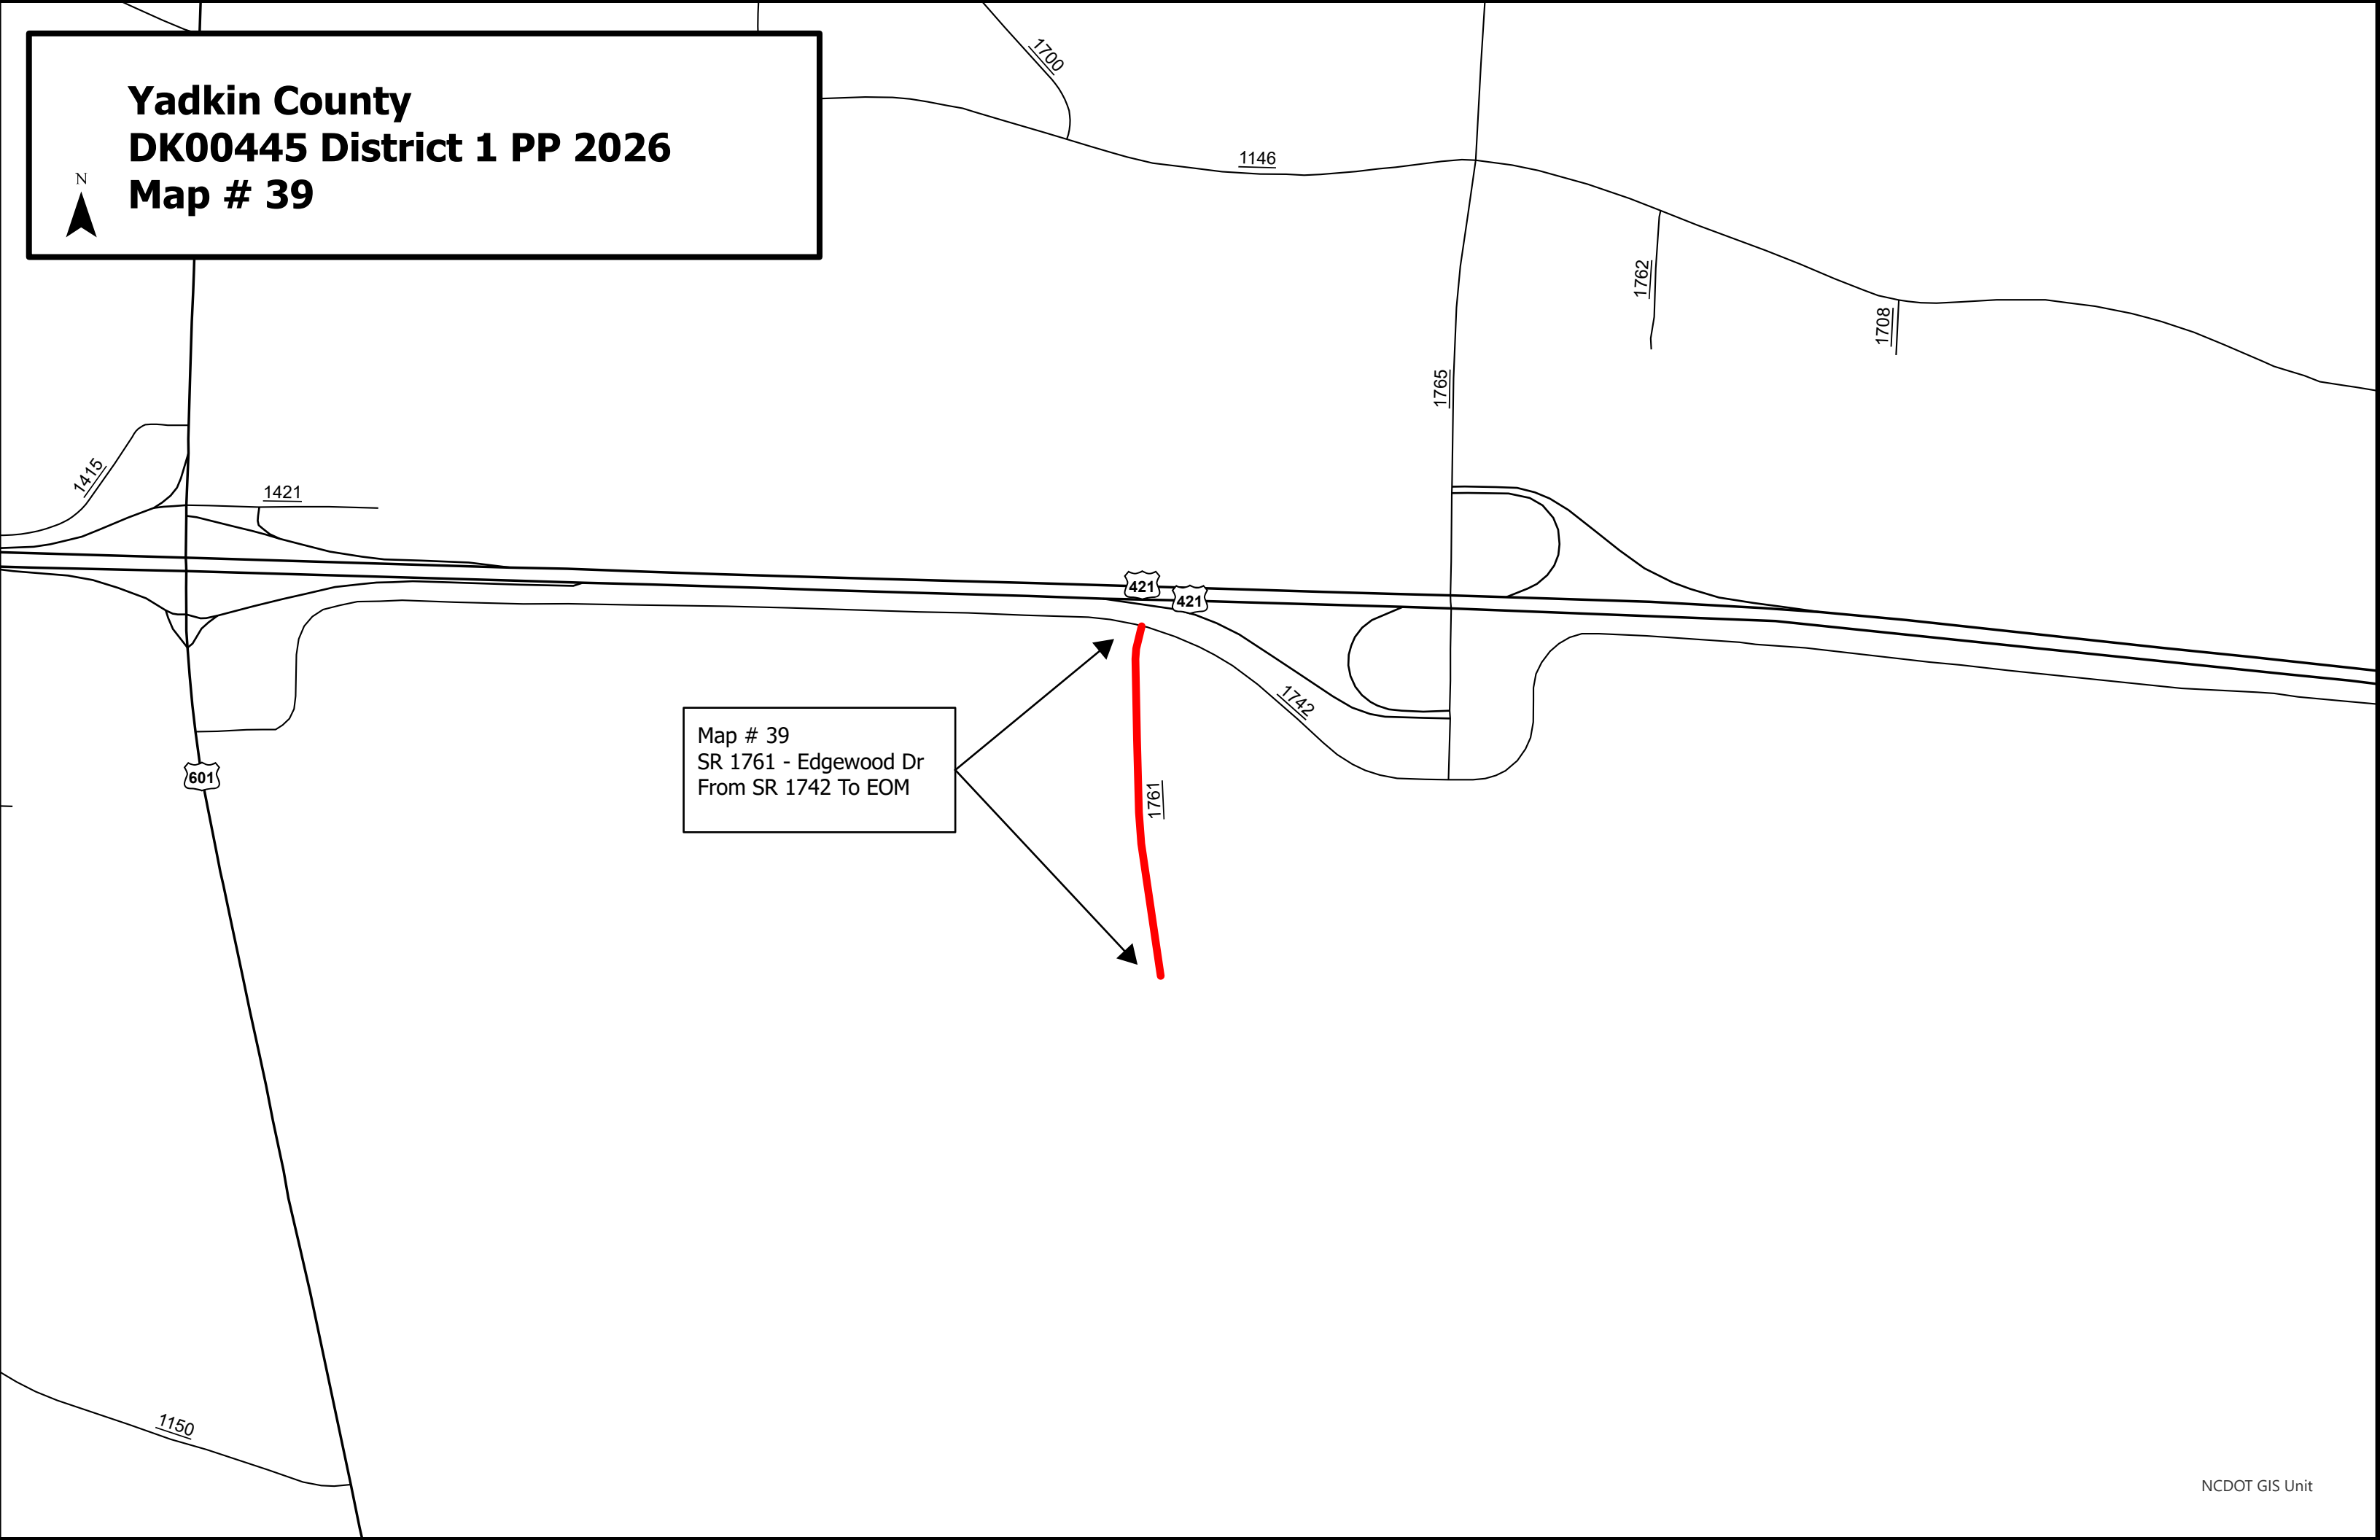 Yadkin County
DK00445 District 1 PP 2026
Map # 39
N
1700
1146
1762
1708
1765
1415
1421
421
421
1742
Map # 39
SR 1761 - Edgewood Dr
From SR 1742 To EOM
601
1761
1150
NCDOT GIS Unit